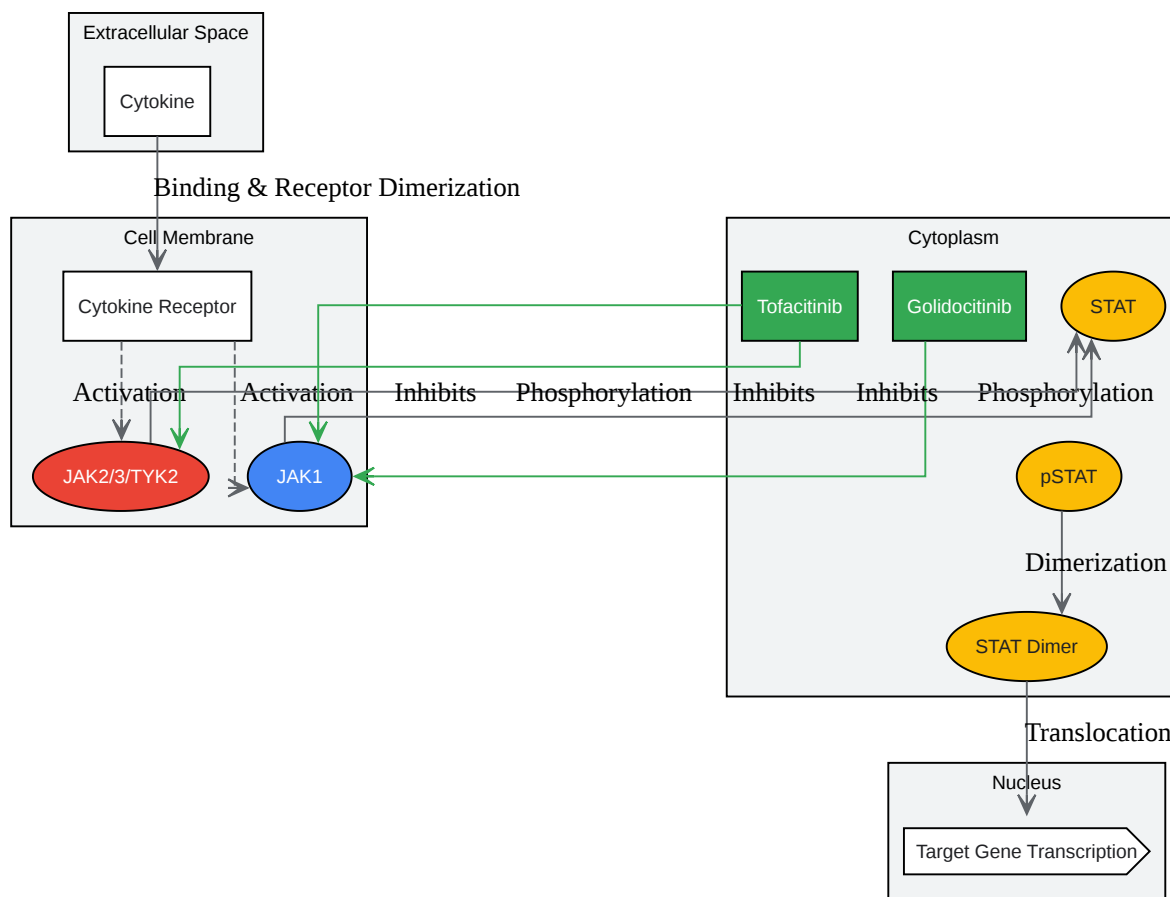 Extracellular Space
Cytokine
Binding & Receptor Dimerization
Cell Membrane
Cytoplasm
Cytokine Receptor
Tofacitinib
Golidocitinib
STAT
Activation
Activation
Inhibits
Phosphorylation
Inhibits
Inhibits
Phosphorylation
JAK2/3/TYK2
JAK1
pSTAT
Dimerization
STAT Dimer
Translocation
Nucleus
Target Gene Transcription